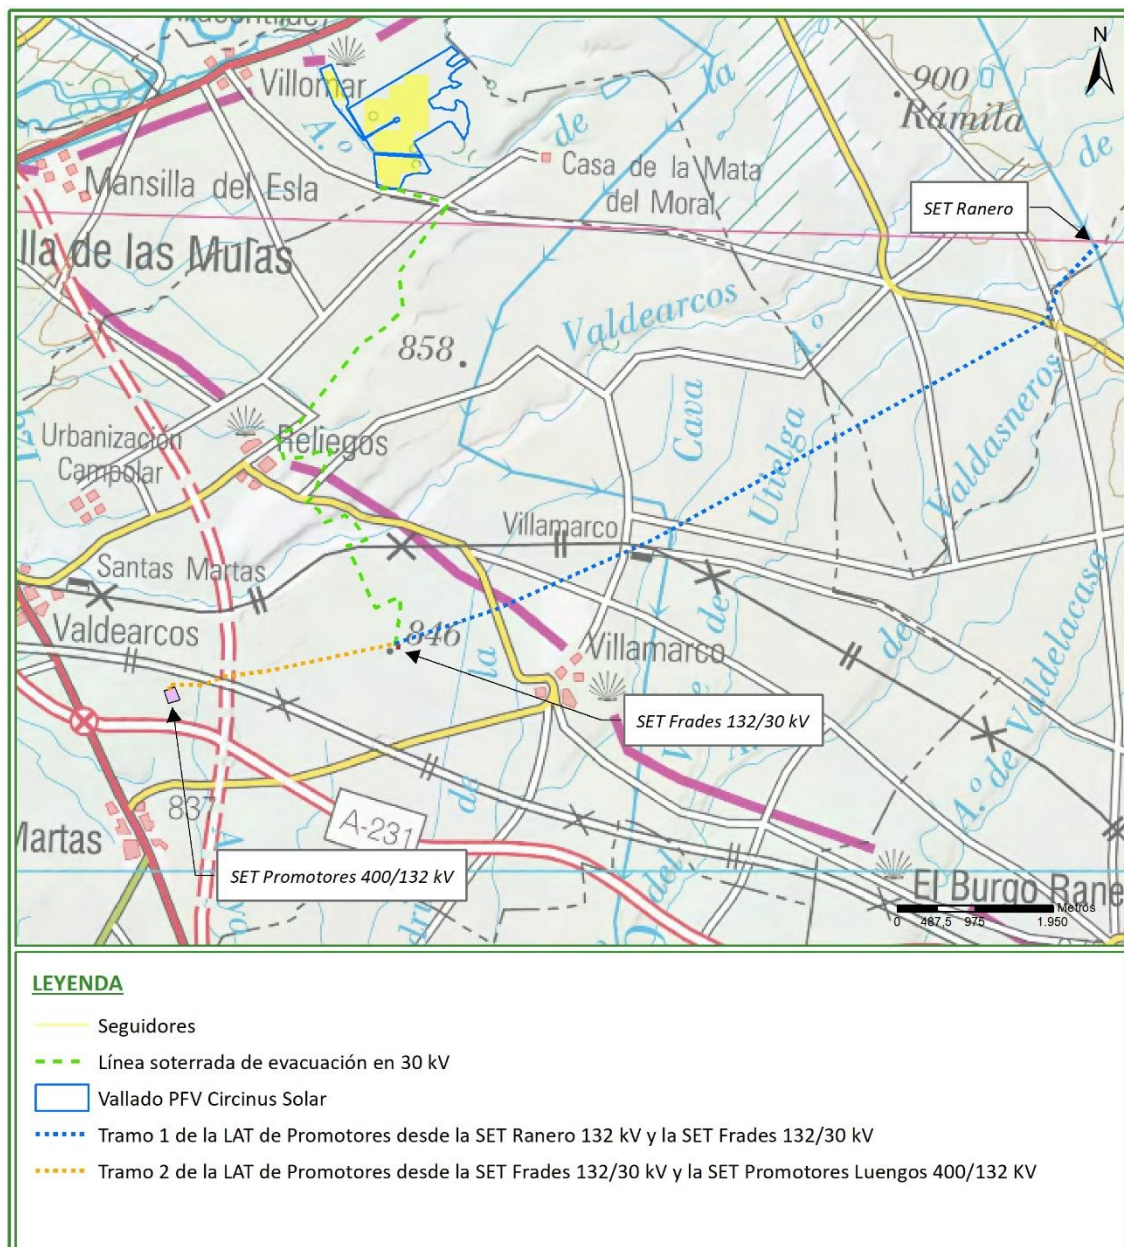 N
Villomar
A.º
Mansilla del Esla
lla de las Mulas
de
Casa de la Mata
del Moral
la
900
Rámila
de
SET Ranero
Valdearcos
A.º
858
Cava
Utielga
Valdasneros
Urbanización
Campolar
Reliegos
Villamarco
Santas Martas
Valdearcos
846
la
de
de
Villamarco
Valdelacasa
A.º de
SET Frades 132/30 kV
de
837
A-231
Martas
SET Promotores 400/132 kV
del
El Burgo Rane
Metros
0 487,5 975 1.950
LEYENDA
Seguidores
Línea soterrada de evacuación en 30 kV
Vallado PFV Circinus Solar
Tramo 1 de la LAT de Promotores desde la SET Ranero 132 kV y la SET Frades 132/30 kV
Tramo 2 de la LAT de Promotores desde la SET Frades 132/30 kV y la SET Promotores Luengos 400/132 KV